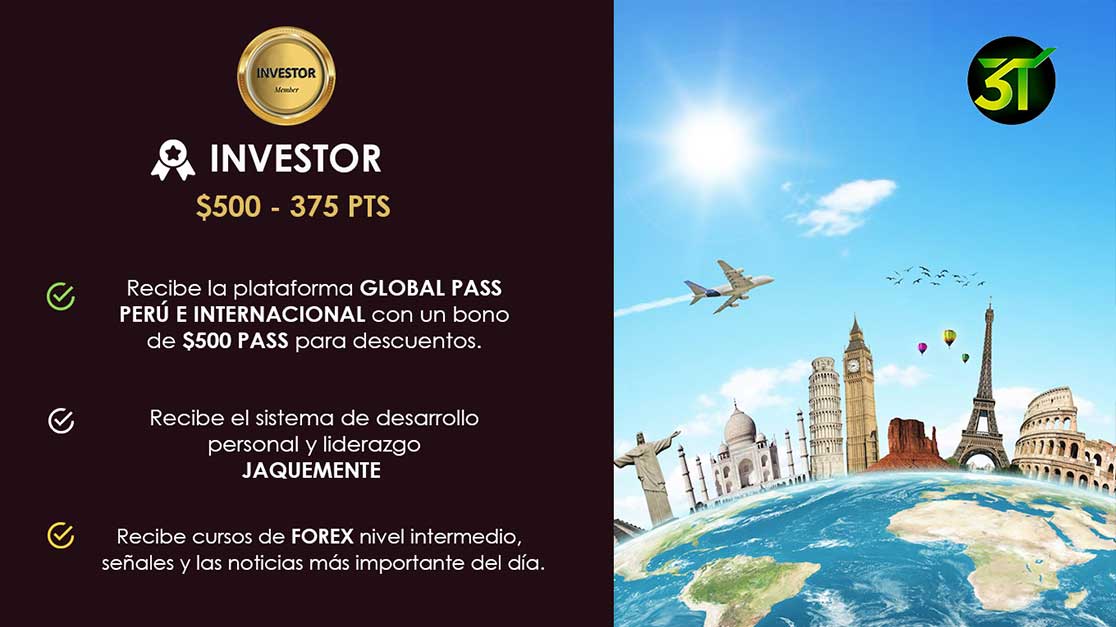 INVESTOR
Member
INVESTOR
$500 - 375 PTS
Recibe la plataforma GLOBAL PASS
PERÚ E INTERNACIONAL con un bono
de $500 PASS para descuentos.
Recibe el sistema de desarrollo
personal y liderazgo
JAQUEMENTE
Recibe cursos de FOREX nivel intermedio,
señales y las noticias más importante del día.
3T